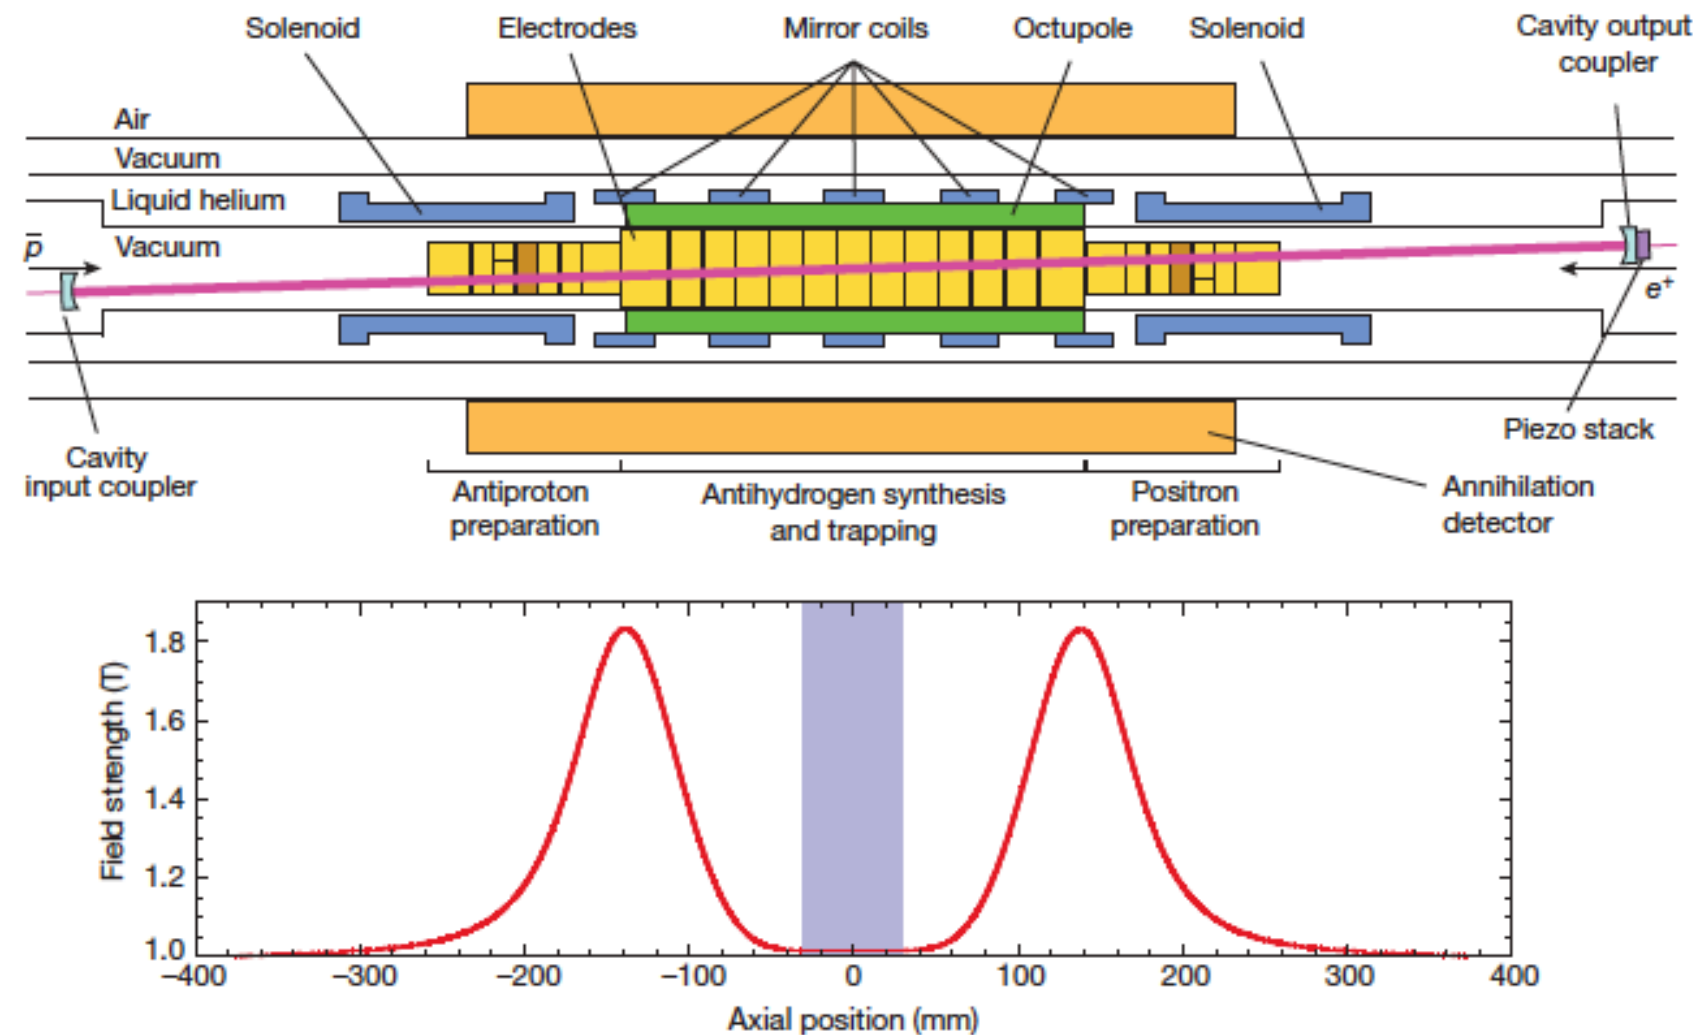 Solenoid
Electrodes
Mirror coils
Octupole
Solenoid
Cavity output
coupler
Air
Vacuum
Liquid helium
Vacuum
p̅
e⁺
Cavity
input coupler
Piezo stack
Antiproton
preparation
Antihydrogen synthesis
and trapping
Positron
preparation
Annihilation
detector
Field strength (T)
1.8
1.6
1.4
1.2
1.0
–400 –300 –200 –100 0 100 200 300 400
Axial position (mm)